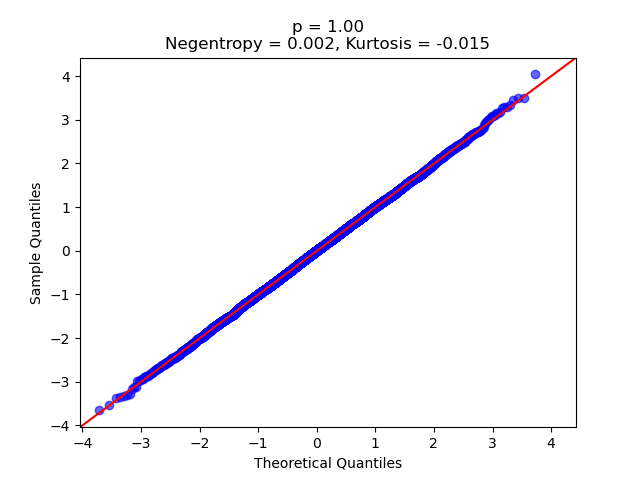 p = 1.00
Negentropy = 0.002, Kurtosis = -0.015
4
3
2
1
0
−1
−2
−3
−4
Sample Quantiles
−4 −3 −2 −1 0 1 2 3 4
Theoretical Quantiles